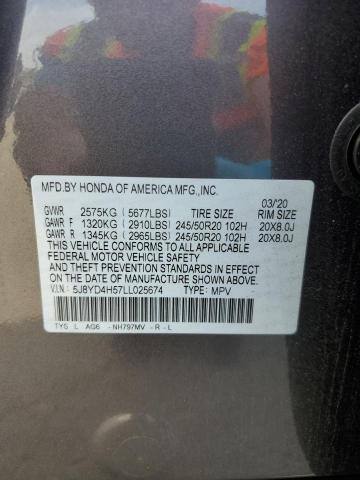 MFD.BY HONDA OF AMERICA MFG.,INC.
03/'20
GVWR 2575KG (5677LBS) TIRE SIZE RIM SIZE
GAWR F 1320KG (2910LBS) 245/50R20 102H 20X8.0J
GAWR R 1345KG (2965LBS) 245/50R20 102H 20X8.0J
THIS VEHICLE CONFORMS TO ALL APPLICABLE
FEDERAL MOTOR VEHICLE SAFETY, BUMPER,
AND THEFT PREVENTION STANDARDS IN EFFECT
ON THE DATE OF MANUFACTURE SHOWN ABOVE.
V.I.N: 5J8YD4H57LL025674 TYPE: MPV
TYS L AG6 -NH797MV -R -L